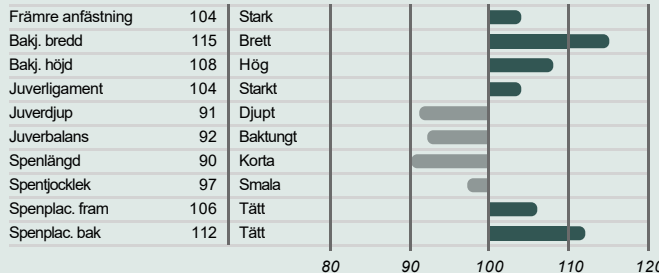 Främre anfästning 104 Stark
Bakj. bredd 115 Brett
Bakj. höjd 108 Hög
Juverligament 104 Starkt
Juverdjup 91 Djupt
Juverbalans 92 Baktungt
Spenlängd 90 Korta
Spentjocklek 97 Smala
Spenplac. fram 106 Tätt
Spenplac. bak 112 Tätt
80 90 100 110 120